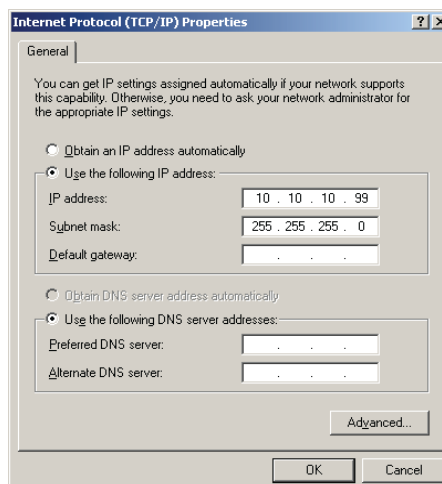 Internet Protocol (TCP/IP) Properties
General
You can get IP settings assigned automatically if your network supports
this capability. Otherwise, you need to ask your network administrator for
the appropriate IP settings.
Obtain an IP address automatically
Use the following IP address:
IP address: 10 . 10 . 10 . 99
Subnet mask: 255 . 255 . 255 . 0
Default gateway: . . .
Obtain DNS server address automatically
Use the following DNS server addresses:
Preferred DNS server: . . .
Alternate DNS server: . . .
Advanced...
OK Cancel